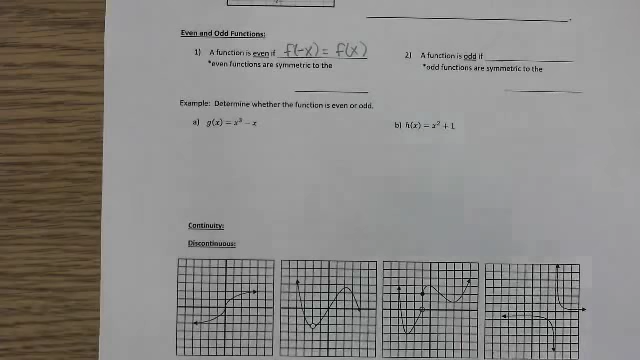 Even and Odd Functions:
1) A function is even if f(-x) = f(x)
*even functions are symmetric to the
2) A function is odd if
*odd functions are symmetric to the
Example: Determine whether the function is even or odd.
a) g(x) = x³ − x
b) h(x) = x² + 1
Continuity:
Discontinuous: